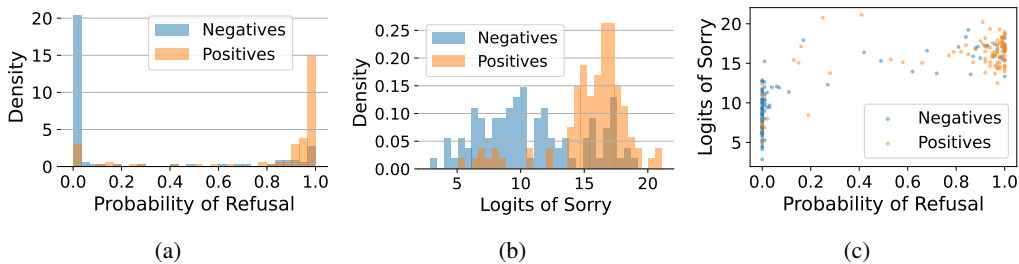 Density
20
15
10
5
0
Negatives
Positives
0.0 0.2 0.4 0.6 0.8 1.0
Probability of Refusal
(a)
Density
0.25
0.20
0.15
0.10
0.05
0.00
Negatives
Positives
5 10 15 20
Logits of Sorry
(b)
Logits of Sorry
20
15
10
5
Negatives
Positives
0.0 0.2 0.4 0.6 0.8 1.0
Probability of Refusal
(c)